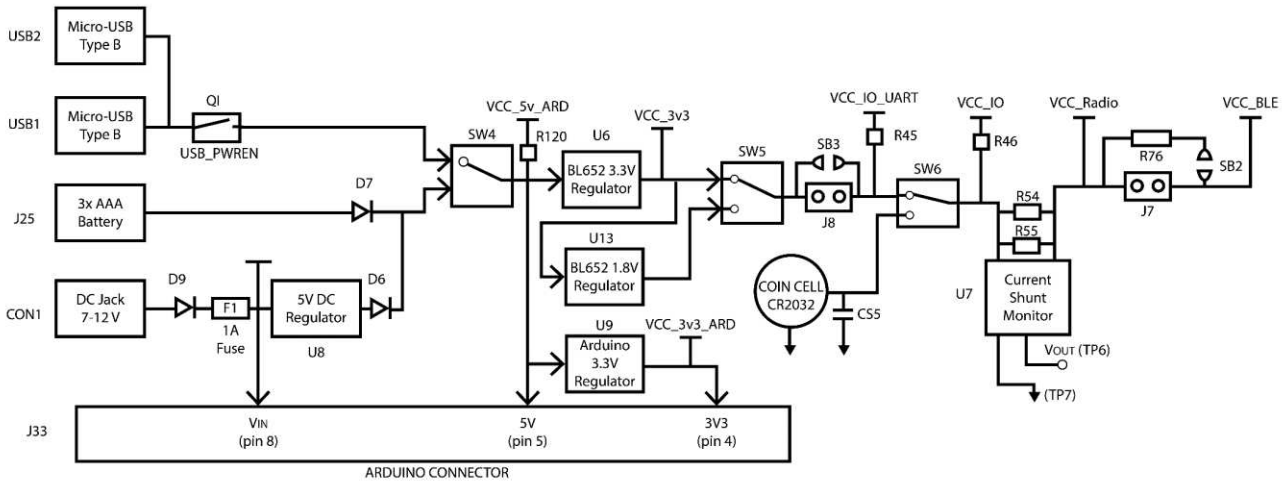 USB2
Micro-USB
Type B
USB1
Micro-USB
Type B
QI
USB_PWREN
J25
3x AAA
Battery
D7
CON1
DC Jack
7-12 V
D9
F1
1A
Fuse
5V DC
Regulator
U8
D6
SW4
VCC_5v_ARD
R120
U6
BL652 3.3V
Regulator
VCC_3v3
U13
BL652 1.8V
Regulator
U9
Arduino
3.3V
Regulator
VCC_3v3_ARD
SW5
SB3
J8
VCC_IO_UART
R45
COIN CELL
CR2032
CS5
SW6
VCC_IO
R46
R54
R55
U7
Current
Shunt
Monitor
VOUT (TP6)
(TP7)
VCC_Radio
R76
J7
SB2
VCC_BLE
J33
VIN
(pin 8)
5V
(pin 5)
3V3
(pin 4)
ARDUINO CONNECTOR